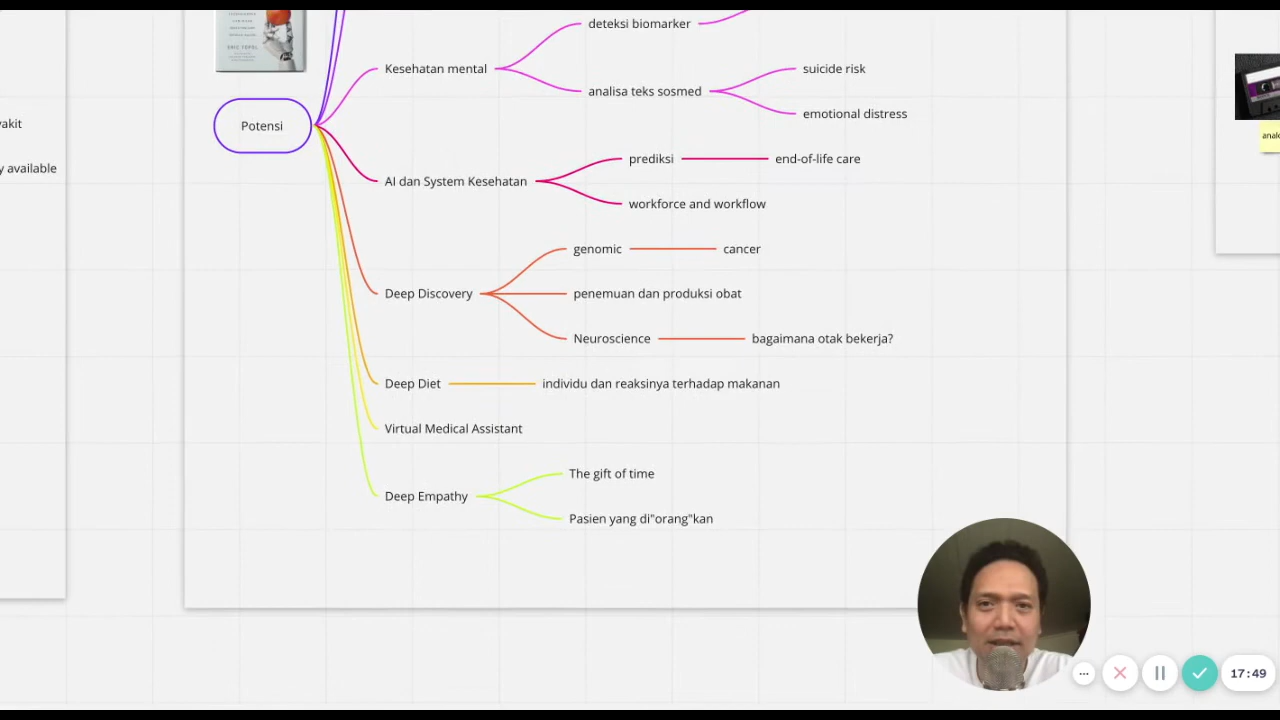 ERIC TOPOL
deteksi biomarker
Kesehatan mental
suicide risk
analisa teks sosmed
emotional distress
Potensi
akit
prediksi
end-of-life care
y available
AI dan System Kesehatan
workforce and workflow
genomic
cancer
Deep Discovery
penemuan dan produksi obat
Neuroscience
bagaimana otak bekerja?
Deep Diet
individu dan reaksinya terhadap makanan
Virtual Medical Assistant
The gift of time
Deep Empathy
Pasien yang di"orang"kan
17:49